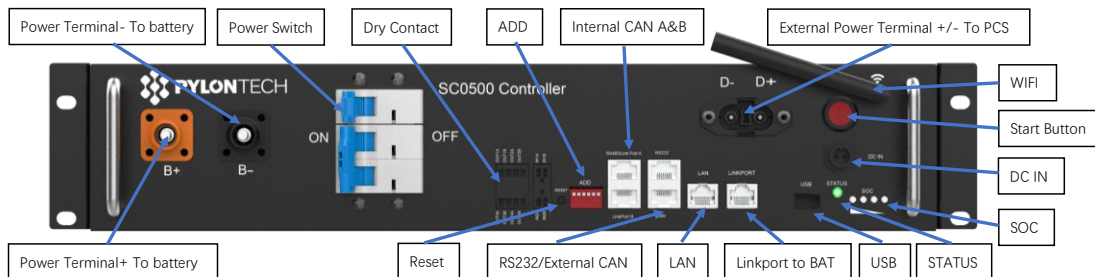 Power Terminal- To battery
Power Switch
Dry Contact
ADD
Internal CAN A&B
External Power Terminal +/- To PCS
PYLONTECH
SC0500 Controller
D- D+
WIFI
ON
OFF
Start Button
B+
B-
ADD
RESET
RS232
LAN
LINKPORT
USB
STATUS
SOC
DC IN
DC IN
LinkPort B
SOC
Power Terminal+ To battery
Reset
RS232/External CAN
LAN
Linkport to BAT
USB
STATUS